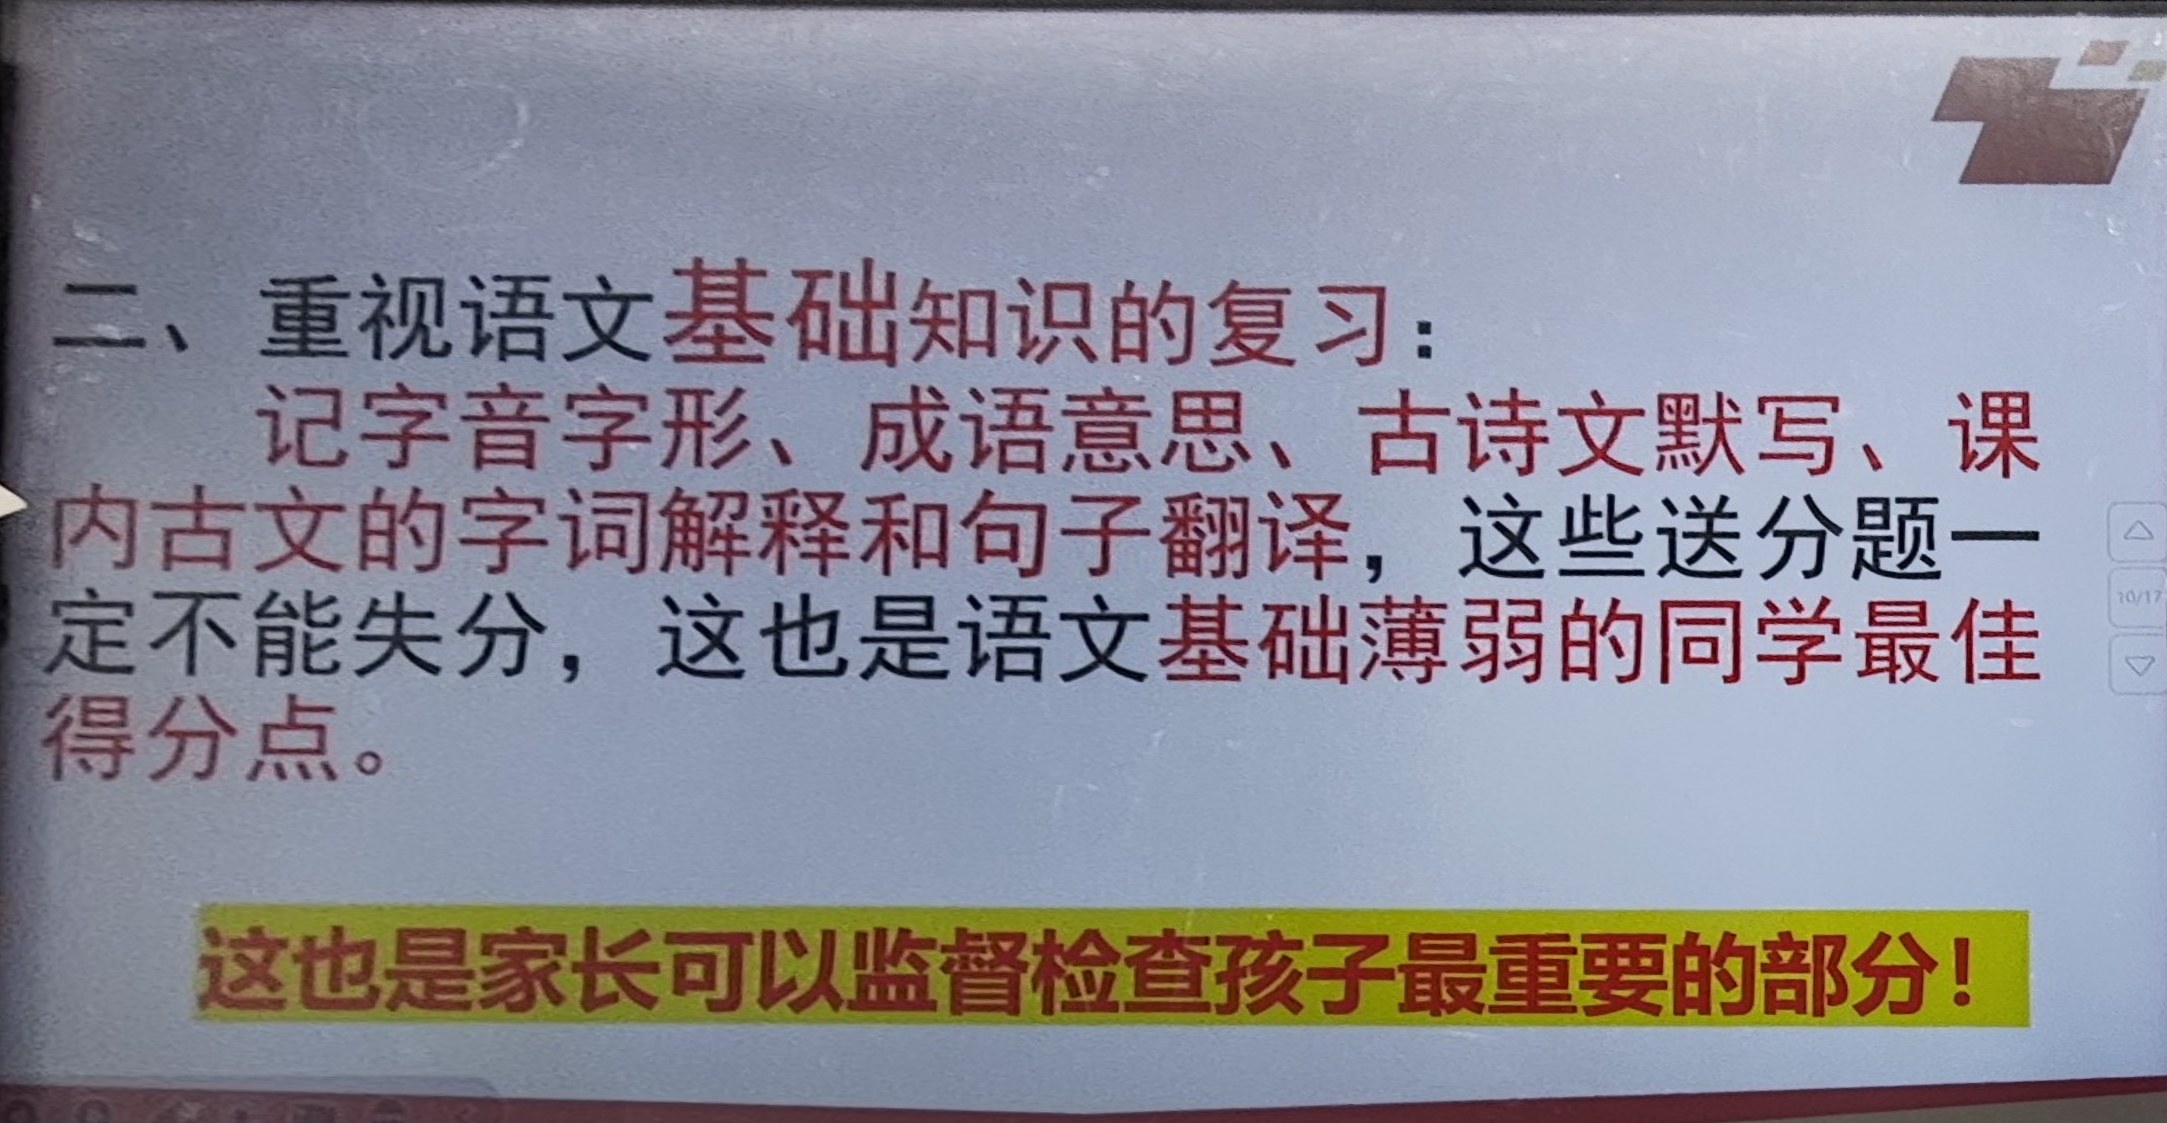 二、重视语文基础知识的复习：
记字音字形、成语意思、古诗文默写、课
内古文的字词解释和句子翻译，这些送分题一
定不能失分，这也是语文基础薄弱的同学最佳
得分点。
10/17
这也是家长可以监督检查孩子最重要的部分！